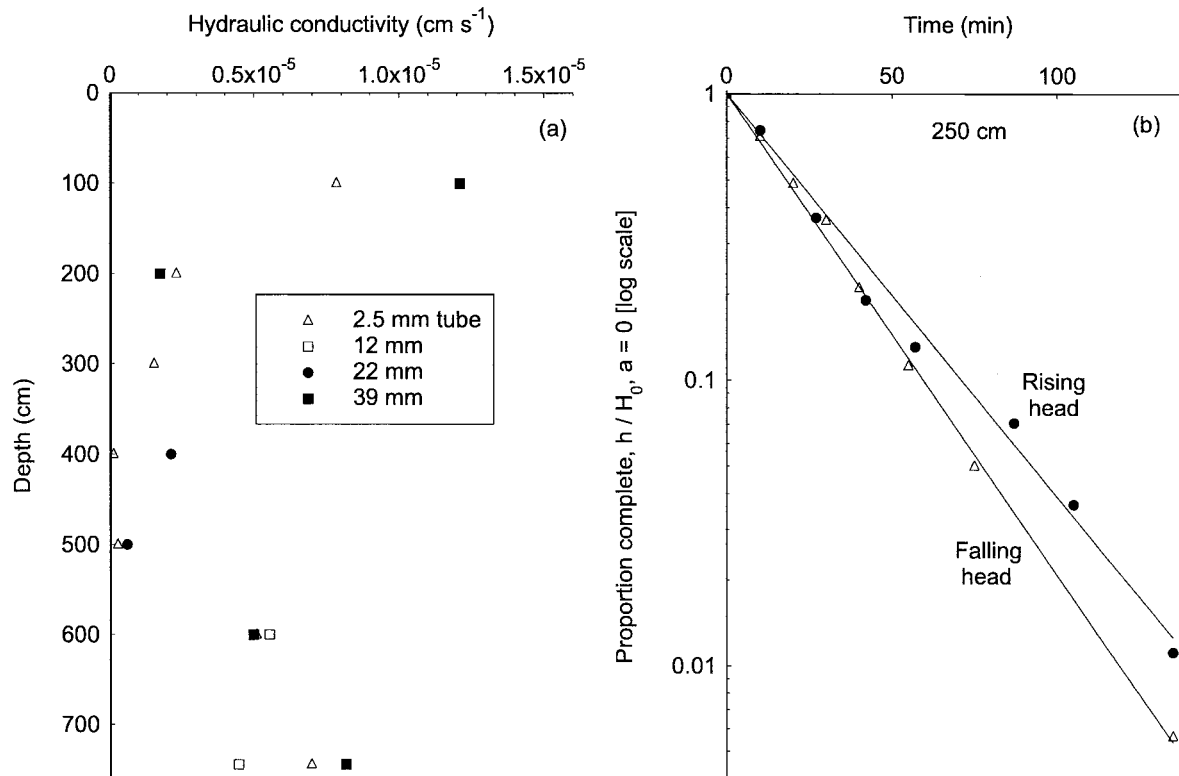 Hydraulic conductivity (cm s⁻¹)
0 0.5x10⁻⁵ 1.0x10⁻⁵ 1.5x10⁻⁵
0
100
200
300
400
500
600
700
Depth (cm)
(a)
2.5 mm tube
12 mm
22 mm
39 mm
Time (min)
0 50 100
1
0.1
0.01
Proportion complete, h / H₀, a = 0 [log scale]
250 cm
(b)
Rising
head
Falling
head